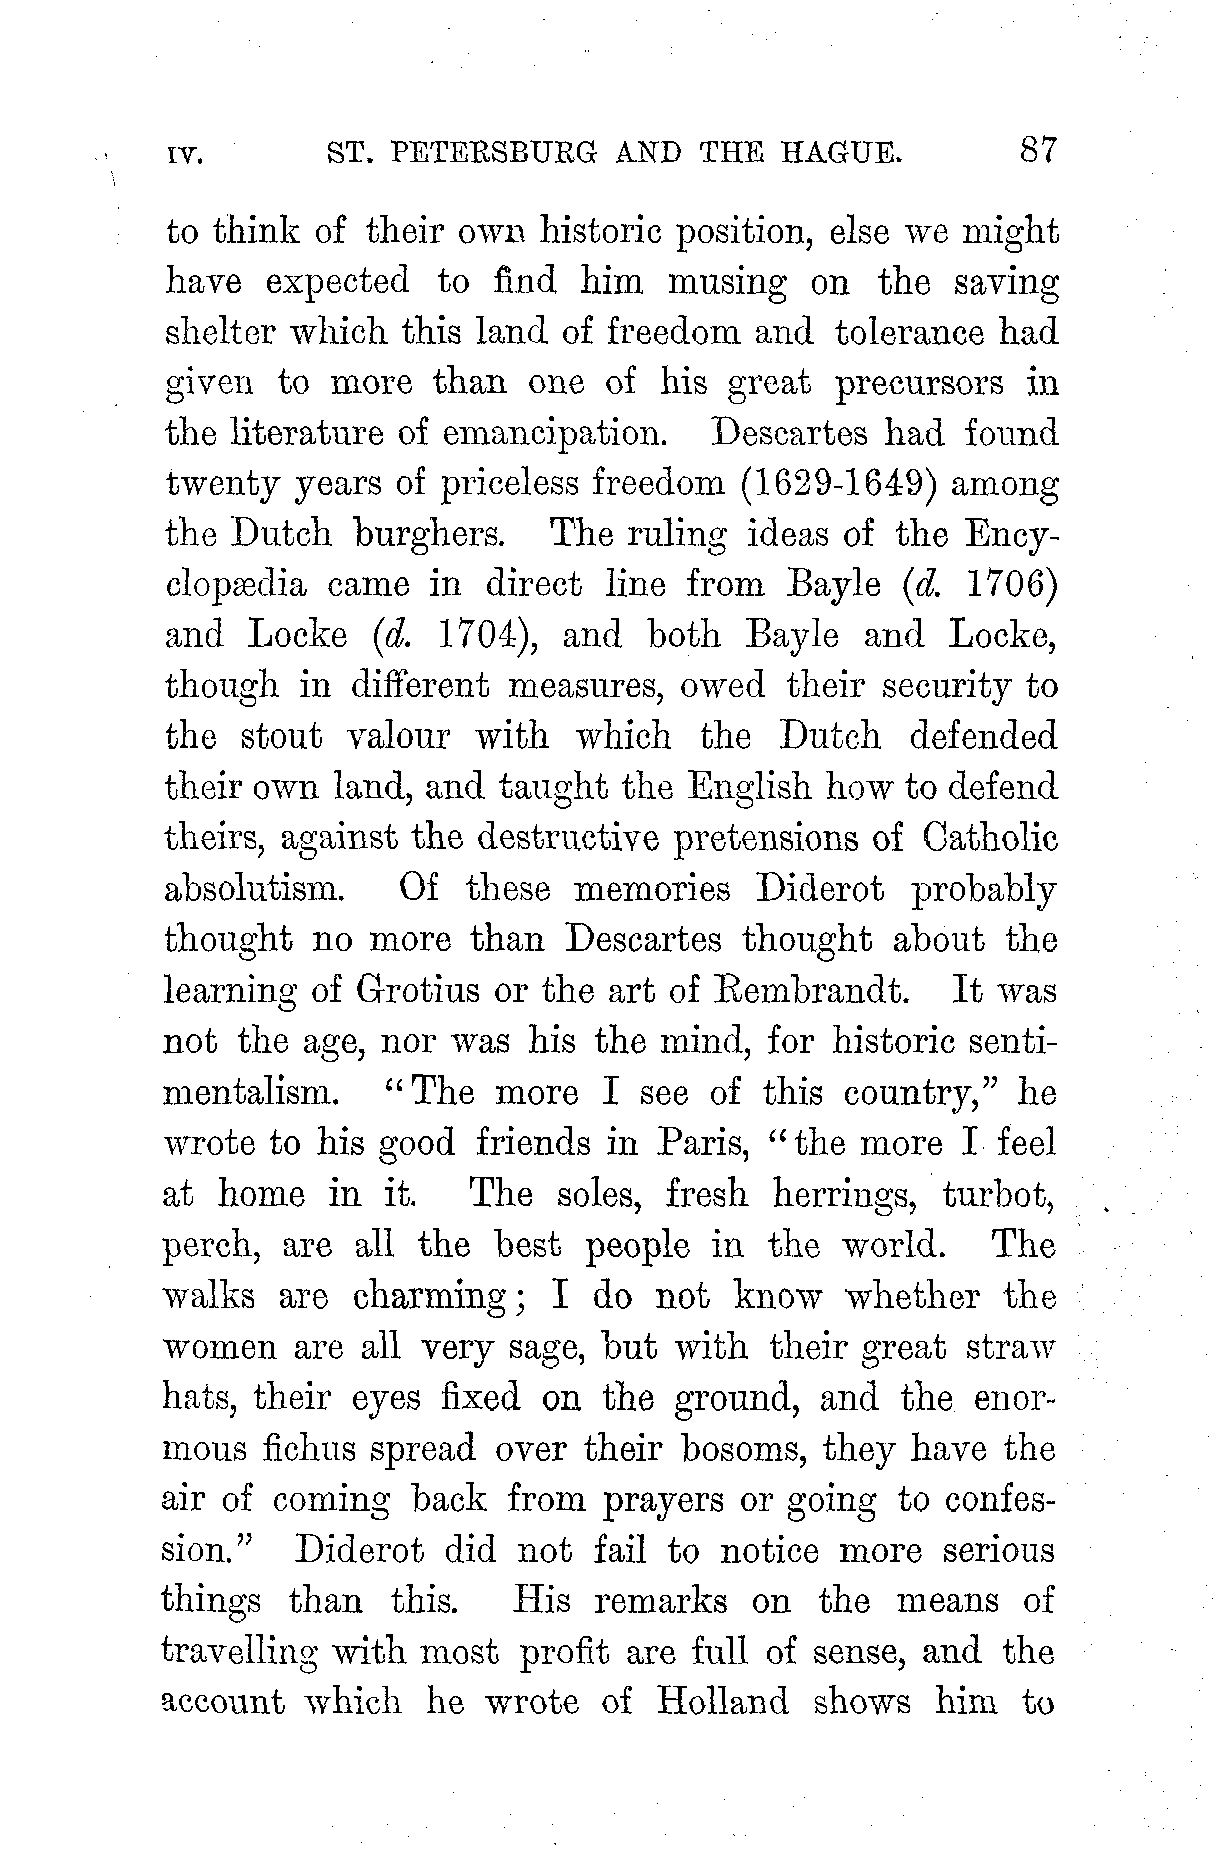 IV. ST. PETERSBURG AND THE HAGUE. 87
to think of their own historic position, else we might
have expected to find him musing on the saving
shelter which this land of freedom and tolerance had
given to more than one of his great precursors in
the literature of emancipation. Descartes had found
twenty years of priceless freedom (1629-1649) among
the Dutch burghers. The ruling ideas of the Ency-
clopædia came in direct line from Bayle (d. 1706)
and Locke (d. 1704), and both Bayle and Locke,
though in different measures, owed their security to
the stout valour with which the Dutch defended
their own land, and taught the English how to defend
theirs, against the destructive pretensions of Catholic
absolutism. Of these memories Diderot probably
thought no more than Descartes thought about the
learning of Grotius or the art of Rembrandt. It was
not the age, nor was his the mind, for historic senti-
mentalism. “The more I see of this country,” he
wrote to his good friends in Paris, “the more I feel
at home in it. The soles, fresh herrings, turbot,
perch, are all the best people in the world. The
walks are charming; I do not know whether the
women are all very sage, but with their great straw
hats, their eyes fixed on the ground, and the enor-
mous fichus spread over their bosoms, they have the
air of coming back from prayers or going to confes-
sion.” Diderot did not fail to notice more serious
things than this. His remarks on the means of
travelling with most profit are full of sense, and the
account which he wrote of Holland shows him to